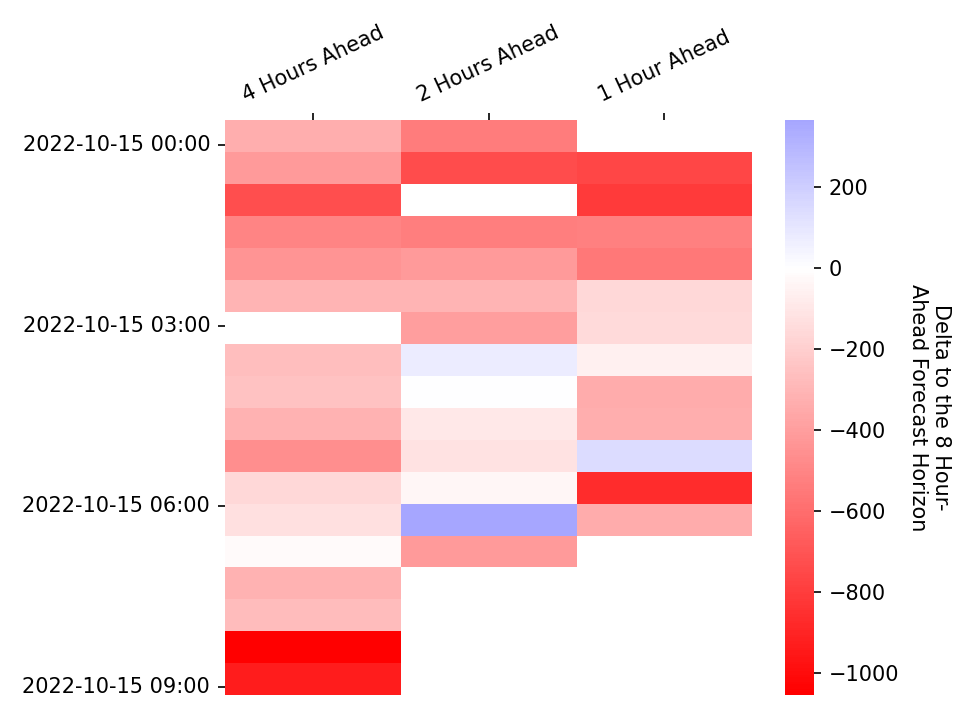 4 Hours Ahead
2 Hours Ahead
1 Hour Ahead
2022-10-15 00:00
2022-10-15 03:00
2022-10-15 06:00
2022-10-15 09:00
200
0
−200
−400
−600
−800
−1000
Delta to the 8 Hour-
Ahead Forecast Horizon